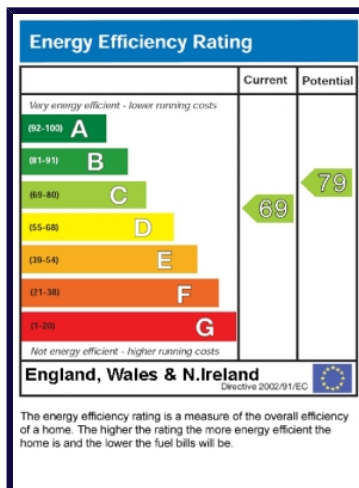 Energy Efficiency Rating
Current Potential
Very energy efficient - lower running costs
(92-100) A
(81-91) B
(69-80) C
79
69
(55-68) D
(39-54) E
(21-38) F
(1-20) G
Not energy efficient - higher running costs
England, Wales & N.Ireland
Directive 2002/91/EC
The energy efficiency rating is a measure of the overall efficiency
of a home. The higher the rating the more energy efficient the
home is and the lower the fuel bills will be.